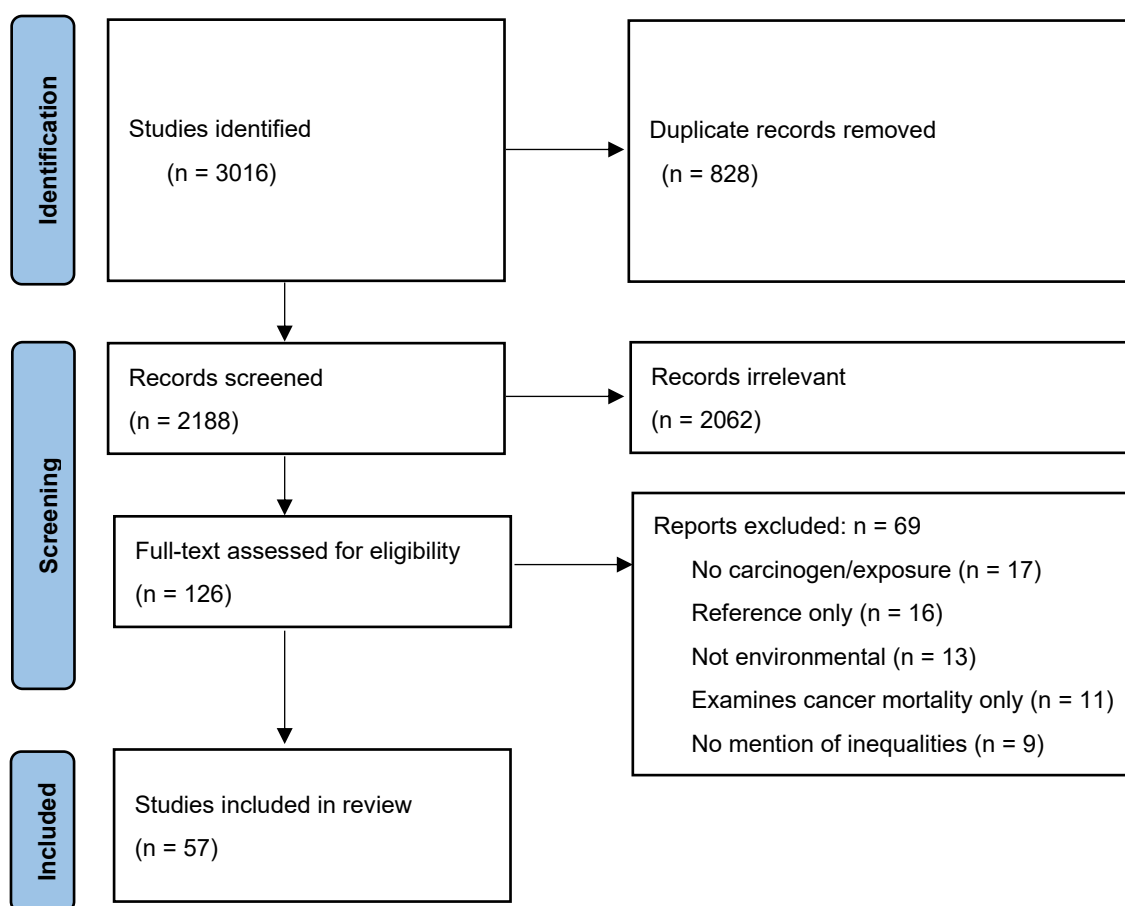 Identification
Studies identified
(n = 3016)
Duplicate records removed
(n = 828)
Screening
Records screened
(n = 2188)
Records irrelevant
(n = 2062)
Full-text assessed for eligibility
(n = 126)
Reports excluded: n = 69
No carcinogen/exposure (n = 17)
Reference only (n = 16)
Not environmental (n = 13)
Examines cancer mortality only (n = 11)
No mention of inequalities (n = 9)
Included
Studies included in review
(n = 57)